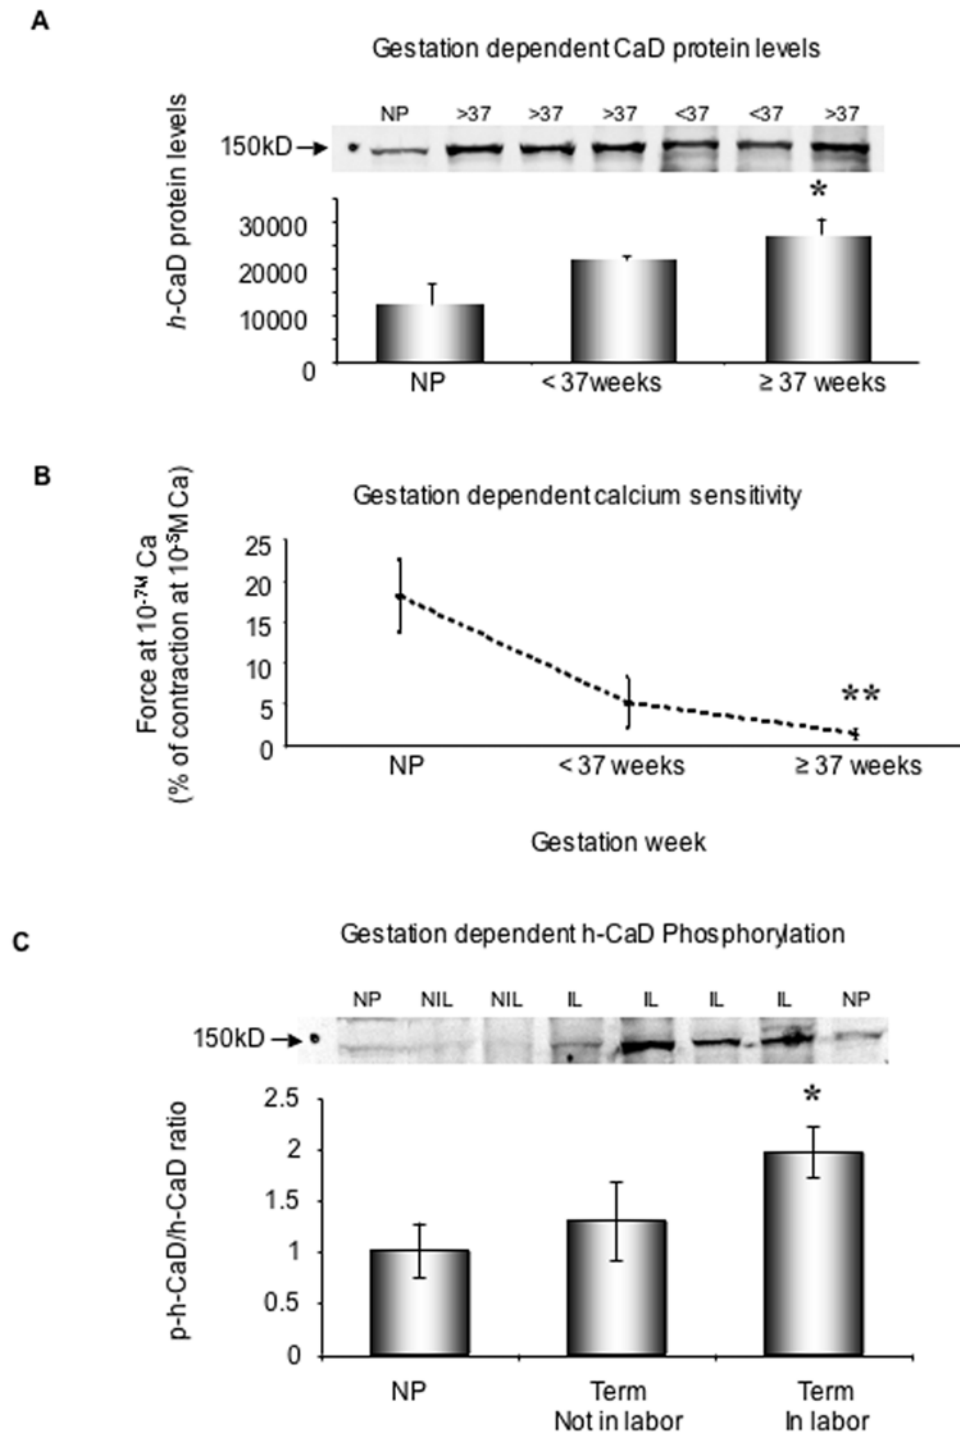 A
Gestation dependent CaD protein levels
NP >37 >37 >37 <37 <37 >37
150kD
*
h-CaD protein levels
30000
20000
10000
0
NP < 37weeks ≥ 37 weeks
B
Gestation dependent calcium sensitivity
Force at 10-7M Ca
(% of contraction at 10-5M Ca)
25
20
15
10
5
0
**
NP < 37 weeks ≥ 37 weeks
Gestation week
C
Gestation dependent h-CaD Phosphorylation
NP NIL NIL IL IL IL IL NP
150kD
*
p-h-CaD/h-CaD ratio
2.5
2
1.5
1
0.5
0
NP Term Term
Not in labor In labor